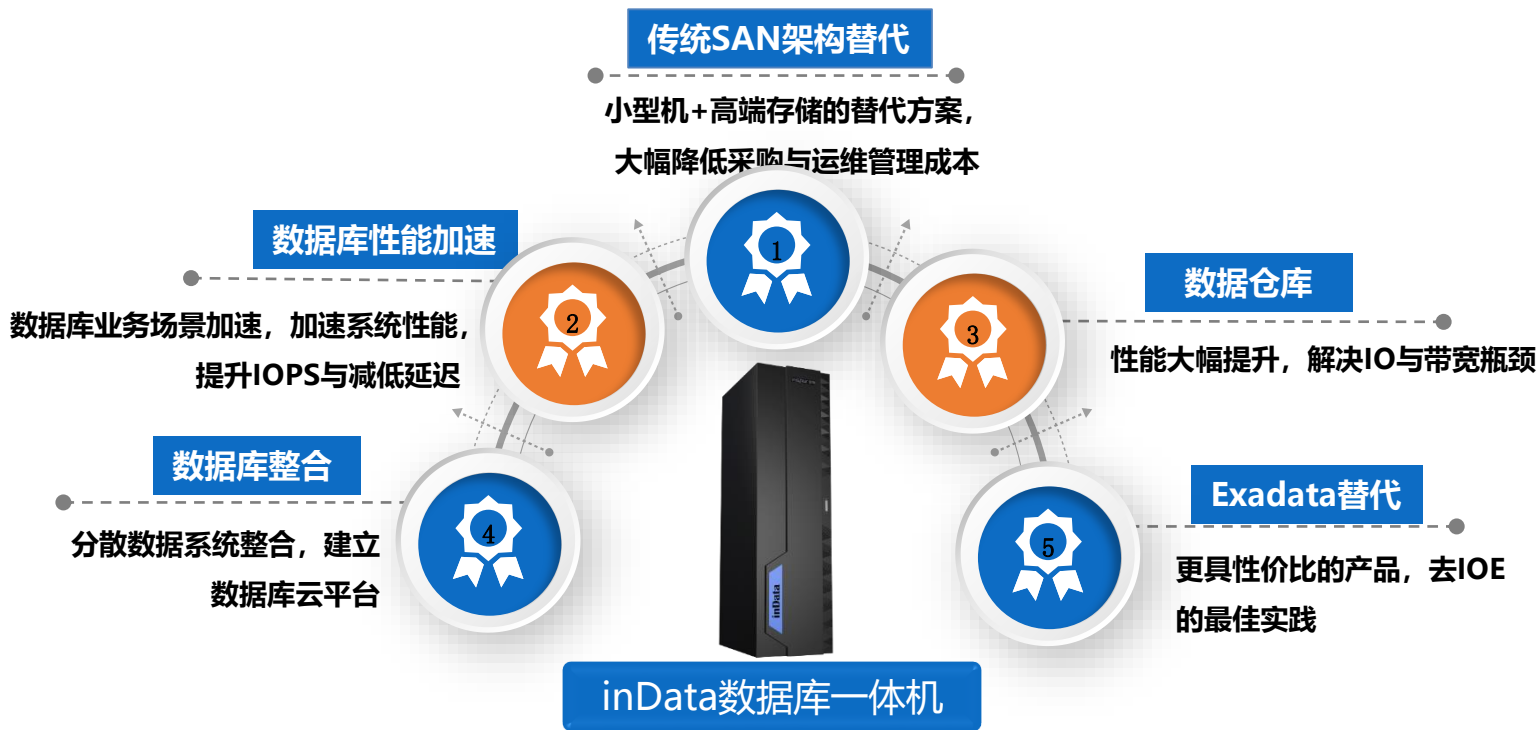 传统SAN架构替代
小型机+高端存储的替代方案，
大幅降低采购与运维管理成本
1
数据库性能加速
数据库业务场景加速，加速系统性能，
提升IOPS与减低延迟
2
数据仓库
性能大幅提升，解决IO与带宽瓶颈
3
数据库整合
分散数据系统整合，建立
数据库云平台
4
Exadata替代
更具性价比的产品，去IOE
的最佳实践
5
inData
inData数据库一体机